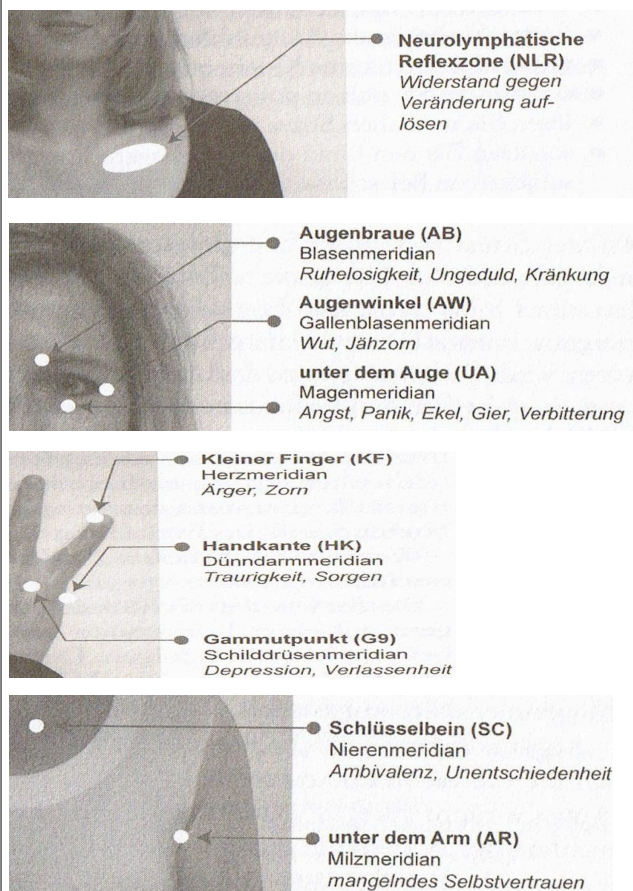 Neurolymphatische
Reflexzone (NLR)
Widerstand gegen
Veränderung auf-
lösen
Augenbraue (AB)
Blasenmeridian
Ruhelosigkeit, Ungeduld, Kränkung
Augenwinkel (AW)
Gallenblasenmeridian
Wut, Jähzorn
unter dem Auge (UA)
Magenmeridian
Angst, Panik, Ekel, Gier, Verbitterung
Kleiner Finger (KF)
Herzmeridian
Ärger, Zorn
Handkante (HK)
Dünndarmmeridian
Traurigkeit, Sorgen
Gammutpunkt (G9)
Schilddrüsenmeridian
Depression, Verlassenheit
Schlüsselbein (SC)
Nierenmeridian
Ambivalenz, Unentschiedenheit
unter dem Arm (AR)
Milzmeridian
mangelndes Selbstvertrauen